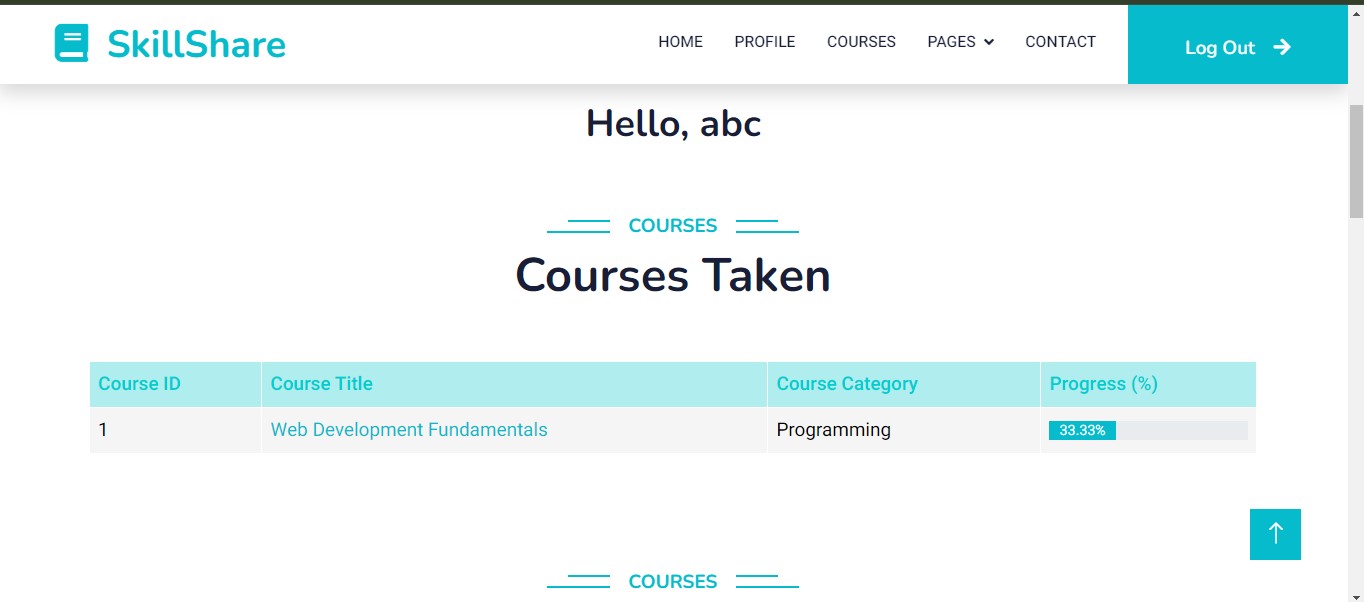 SkillShare HOME PROFILE COURSES PAGES CONTACT Log Out
Hello, abc
COURSES
Courses Taken
Course ID Course Title Course Category Progress (%)
1 Web Development Fundamentals Programming 33.33%
COURSES